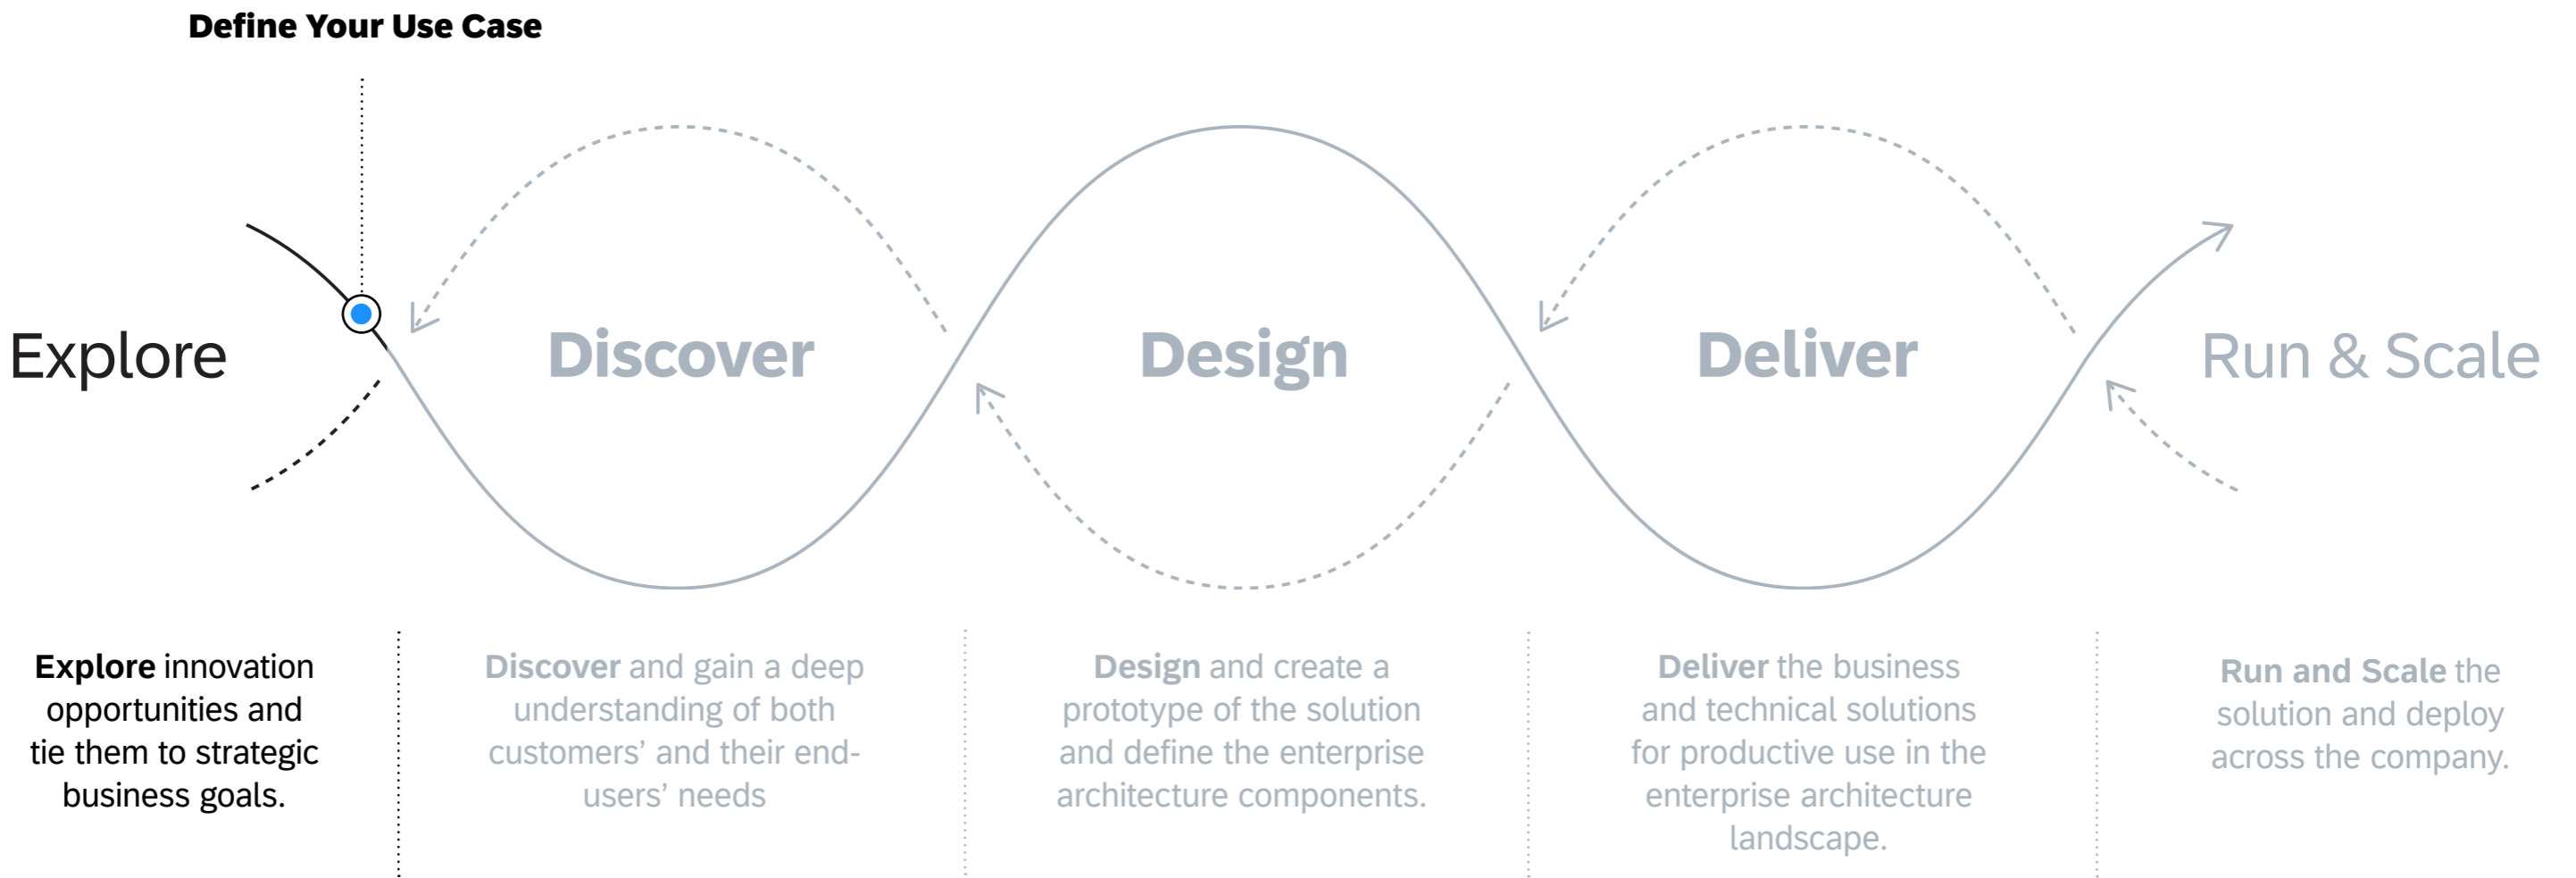 Define Your Use Case
Explore
Discover
Design
Deliver
Run & Scale
Explore innovation
opportunities and
tie them to strategic
business goals.
Discover and gain a deep
understanding of both
customers’ and their end-
users’ needs
Design and create a
prototype of the solution
and define the enterprise
architecture components.
Deliver the business
and technical solutions
for productive use in the
enterprise architecture
landscape.
Run and Scale the
solution and deploy
across the company.